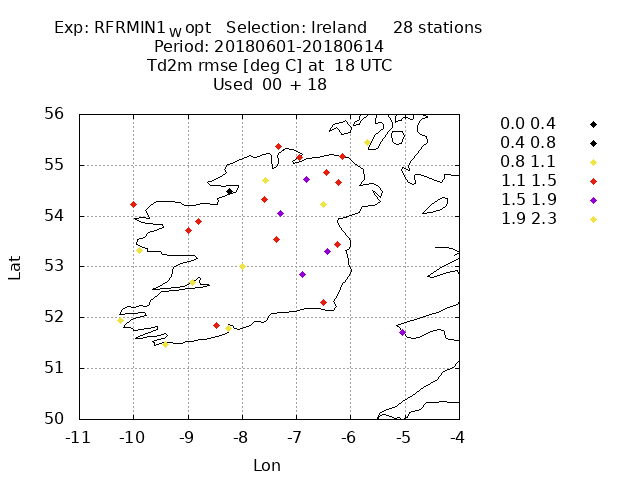 Exp: RFRMIN1_W opt   Selection: Ireland     28 stations
Period: 20180601-20180614
Td2m rmse [deg C] at  18 UTC
Used  00 + 18
0.0 0.4
0.4 0.8
0.8 1.1
1.1 1.5
1.5 1.9
1.9 2.3
56
55
54
53
52
51
50
Lat
-11 -10 -9 -8 -7 -6 -5 -4
Lon